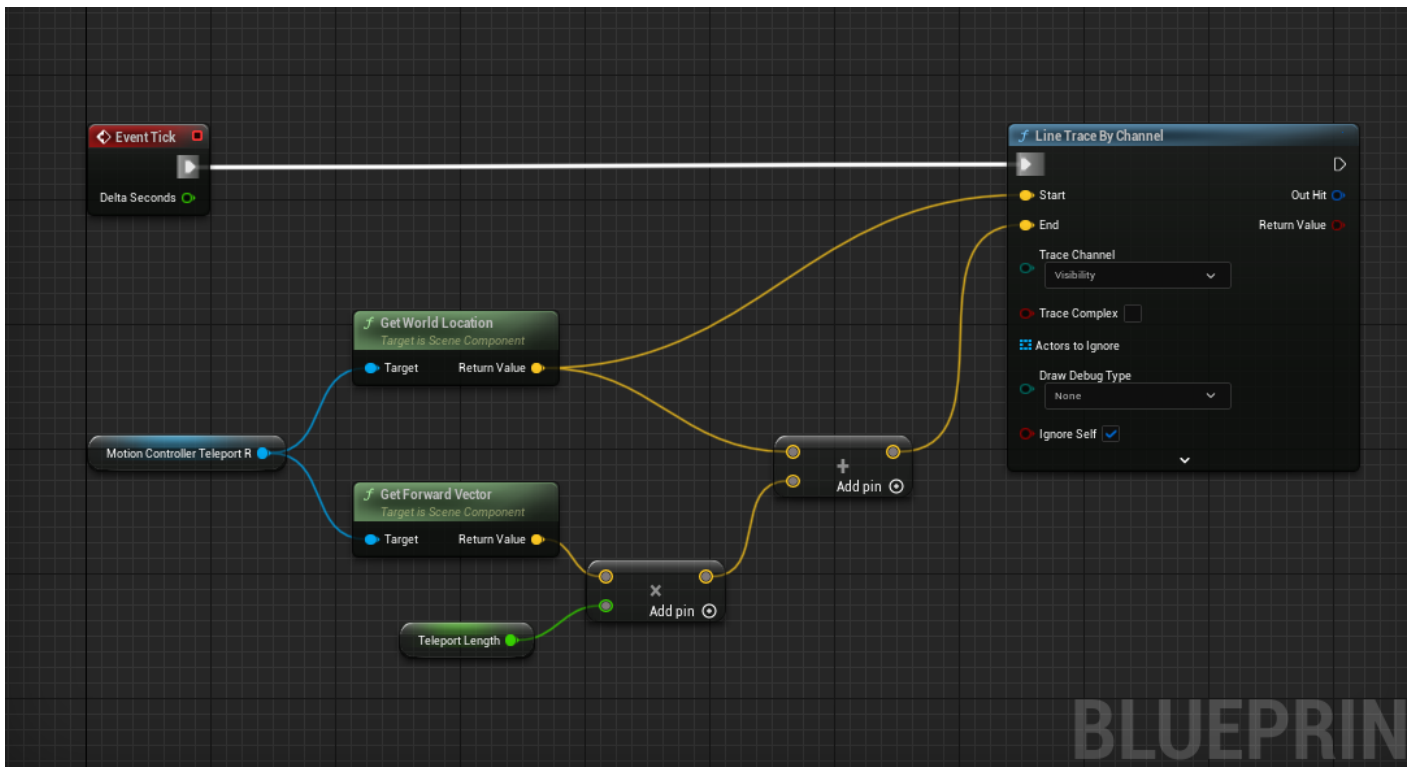 Event Tick
Delta Seconds
Line Trace By Channel
Start
Out Hit
End
Return Value
Trace Channel
Visibility
Trace Complex
Actors to Ignore
Draw Debug Type
None
Ignore Self
Get World Location
Target is Scene Component
Target
Return Value
Motion Controller Teleport R
Get Forward Vector
Target is Scene Component
Target
Return Value
+
Add pin
x
Add pin
Teleport Length
BLUEPRIN